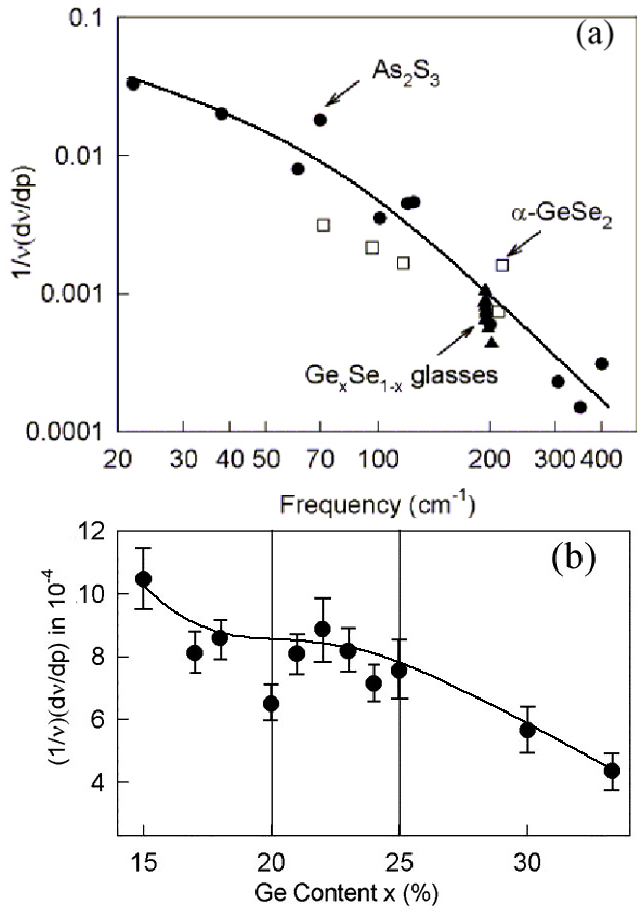 0.1
(a)
As2S3
0.01
1/ν(dν/dp)
α-GeSe2
0.001
GexSe1-x glasses
0.0001
20 30 40 50 70 100 200 300 400
Frequency (cm-1)
12
(b)
10
(1/ν)(dν/dp) in 10-4
8
6
4
15 20 25 30
Ge Content x (%)